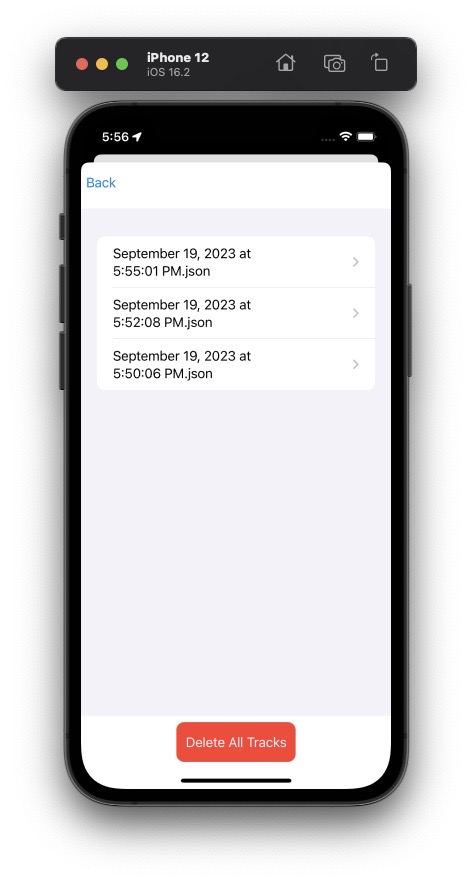 iPhone 12
iOS 16.2
5:56
Back
September 19, 2023 at
5:55:01 PM.json
September 19, 2023 at
5:52:08 PM.json
September 19, 2023 at
5:50:06 PM.json
Delete All Tracks